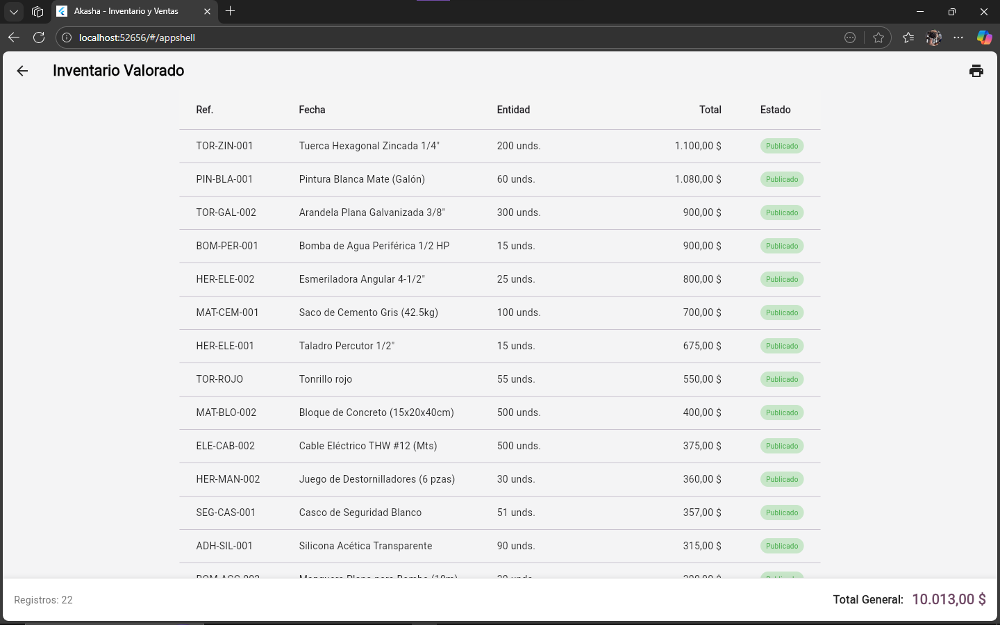 Akasha - Inventario y Ventas
localhost:52656/#/appshell
Inventario Valorado
Ref. Fecha Entidad Total Estado
TOR-ZIN-001 Tuerca Hexagonal Zincada 1/4" 200 unds. 1.100,00 $ Publicado
PIN-BLA-001 Pintura Blanca Mate (Galón) 60 unds. 1.080,00 $ Publicado
TOR-GAL-002 Arandela Plana Galvanizada 3/8" 300 unds. 900,00 $ Publicado
BOM-PER-001 Bomba de Agua Periférica 1/2 HP 15 unds. 900,00 $ Publicado
HER-ELE-002 Esmeriladora Angular 4-1/2" 25 unds. 800,00 $ Publicado
MAT-CEM-001 Saco de Cemento Gris (42.5kg) 100 unds. 700,00 $ Publicado
HER-ELE-001 Taladro Percutor 1/2" 15 unds. 675,00 $ Publicado
TOR-ROJO Tonrillo rojo 55 unds. 550,00 $ Publicado
MAT-BLO-002 Bloque de Concreto (15x20x40cm) 500 unds. 400,00 $ Publicado
ELE-CAB-002 Cable Eléctrico THW #12 (Mts) 500 unds. 375,00 $ Publicado
HER-MAN-002 Juego de Destornilladores (6 pzas) 30 unds. 360,00 $ Publicado
SEG-CAS-001 Casco de Seguridad Blanco 51 unds. 357,00 $ Publicado
ADH-SIL-001 Silicona Acética Transparente 90 unds. 315,00 $ Publicado
Registros: 22 Total General: 10.013,00 $